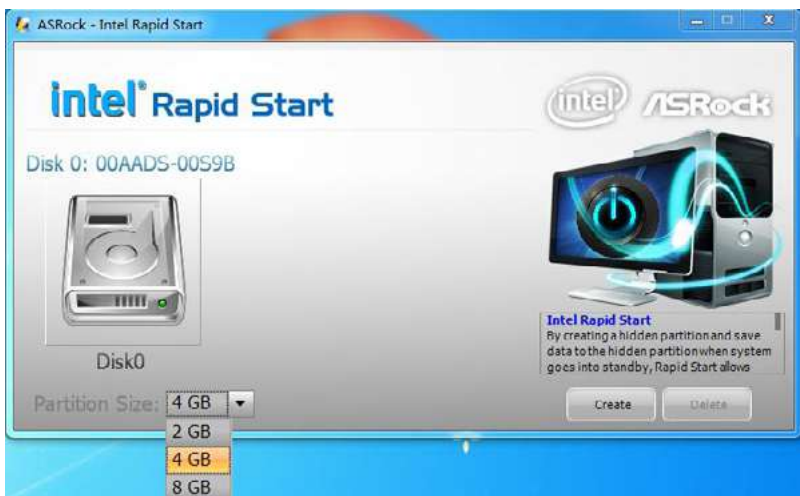 ASRock - Intel Rapid Start
intel® Rapid Start
intel ASRock
Disk 0: 00AADS-00S9B
Disk0
Intel Rapid Start
By creating a hidden partition and save
data to the hidden partition when system
goes into standby, Rapid Start allows
Partition Size: 4 GB
Create Delete
2 GB
4 GB
8 GB